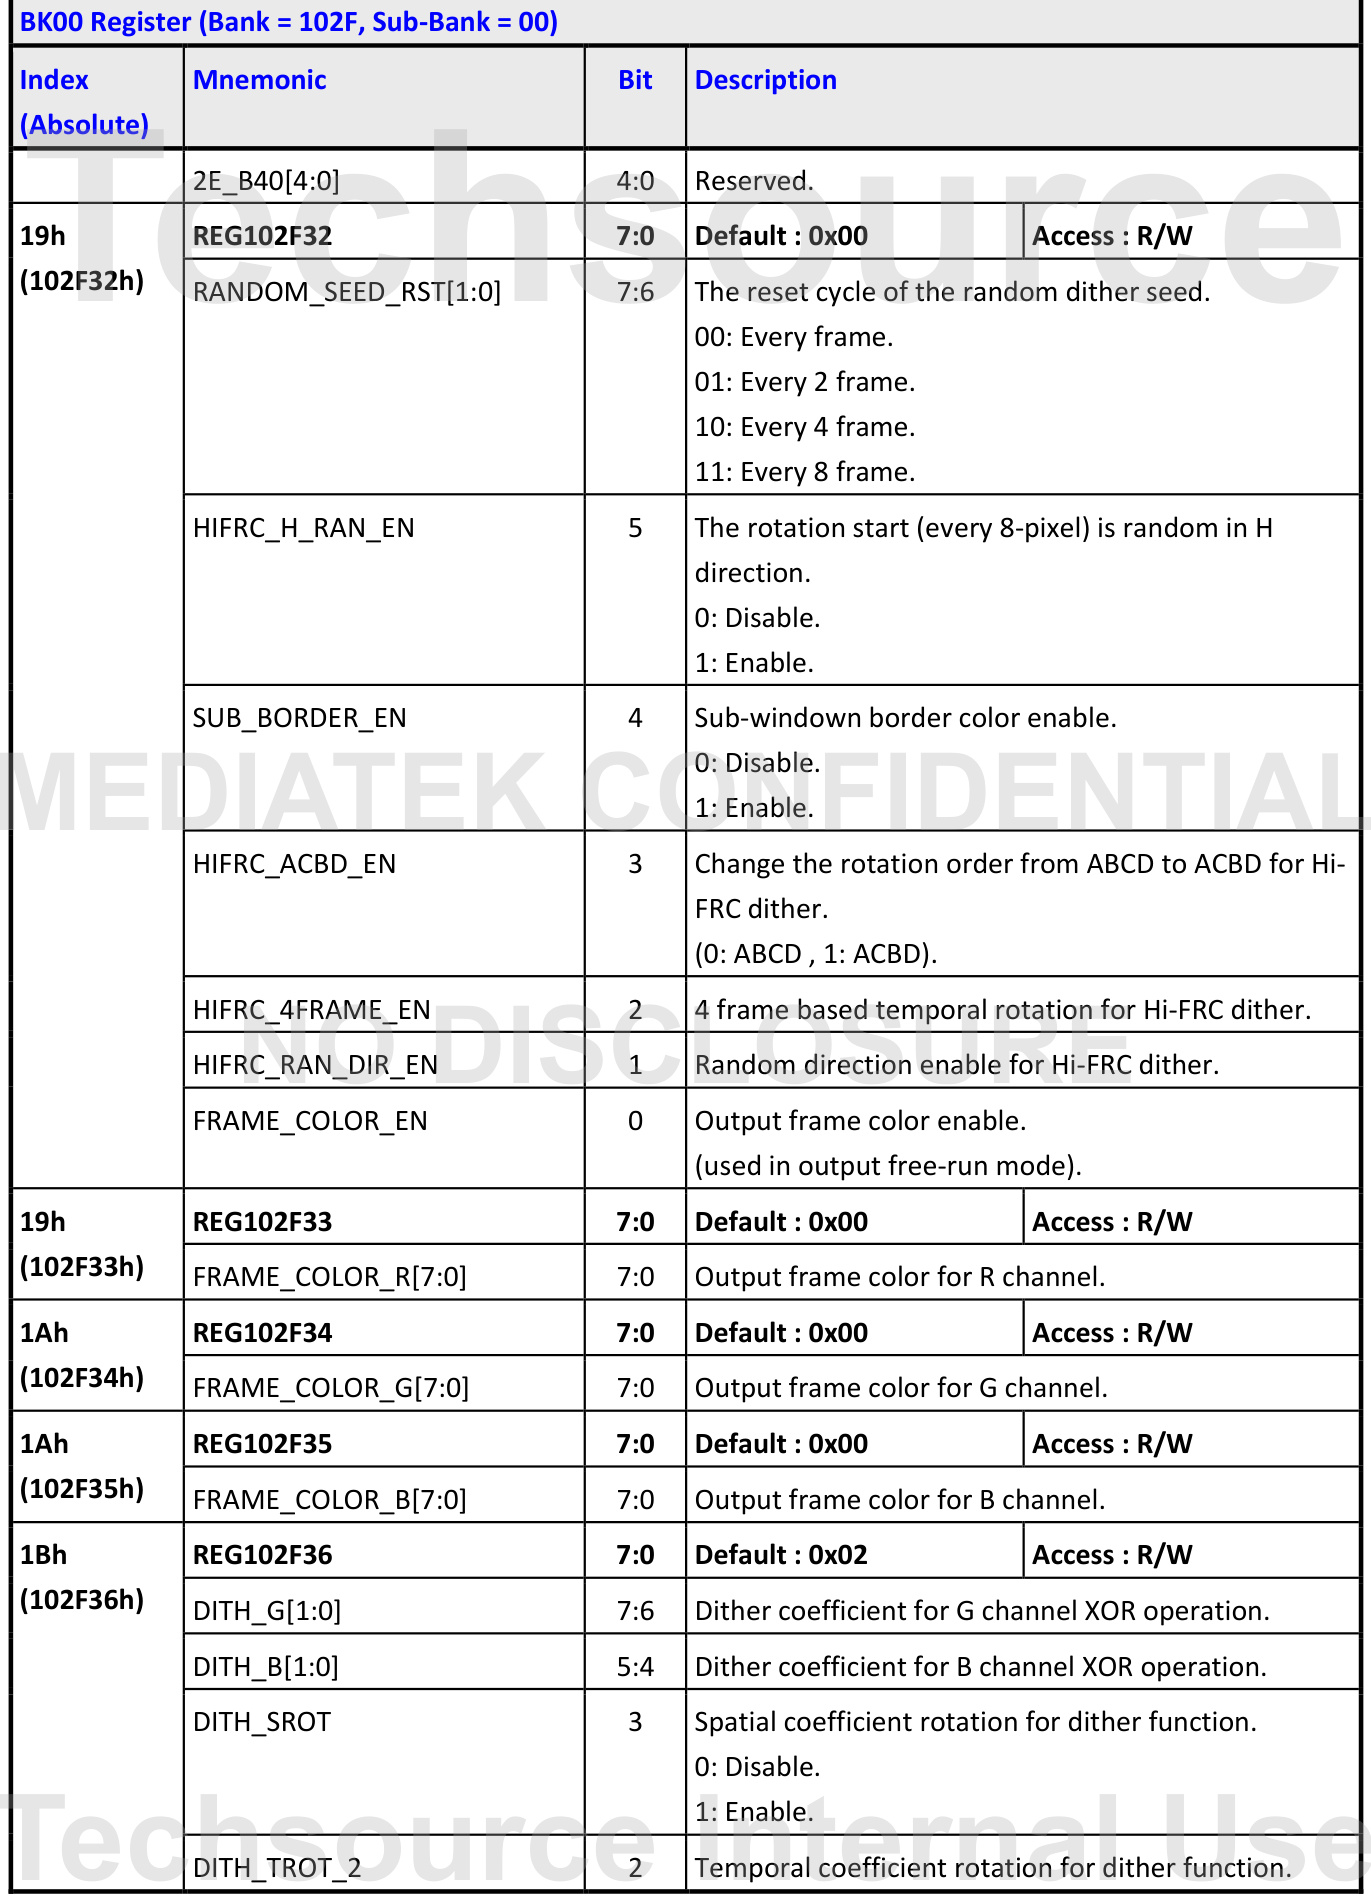 BK00 Register (Bank = 102F, Sub-Bank = 00)
Index (Absolute) Mnemonic Bit Description
2E_B40[4:0] 4:0 Reserved.
19h (102F32h) REG102F32 7:0 Default : 0x00 Access : R/W
RANDOM_SEED_RST[1:0] 7:6 The reset cycle of the random dither seed.
00: Every frame.
01: Every 2 frame.
10: Every 4 frame.
11: Every 8 frame.
HIFRC_H_RAN_EN 5 The rotation start (every 8-pixel) is random in H
direction.
0: Disable.
1: Enable.
SUB_BORDER_EN 4 Sub-windown border color enable.
0: Disable.
1: Enable.
HIFRC_ACBD_EN 3 Change the rotation order from ABCD to ACBD for Hi-
FRC dither.
(0: ABCD , 1: ACBD).
HIFRC_4FRAME_EN 2 4 frame based temporal rotation for Hi-FRC dither.
HIFRC_RAN_DIR_EN 1 Random direction enable for Hi-FRC dither.
FRAME_COLOR_EN 0 Output frame color enable.
(used in output free-run mode).
19h (102F33h) REG102F33 7:0 Default : 0x00 Access : R/W
FRAME_COLOR_R[7:0] 7:0 Output frame color for R channel.
1Ah (102F34h) REG102F34 7:0 Default : 0x00 Access : R/W
FRAME_COLOR_G[7:0] 7:0 Output frame color for G channel.
1Ah (102F35h) REG102F35 7:0 Default : 0x00 Access : R/W
FRAME_COLOR_B[7:0] 7:0 Output frame color for B channel.
1Bh (102F36h) REG102F36 7:0 Default : 0x02 Access : R/W
DITH_G[1:0] 7:6 Dither coefficient for G channel XOR operation.
DITH_B[1:0] 5:4 Dither coefficient for B channel XOR operation.
DITH_SROT 3 Spatial coefficient rotation for dither function.
0: Disable.
1: Enable.
DITH_TROT_2 2 Temporal coefficient rotation for dither function.
Techsource
MEDIATEK CONFIDENTIAL
NO DISCLOSURE
Techsource Internal Use